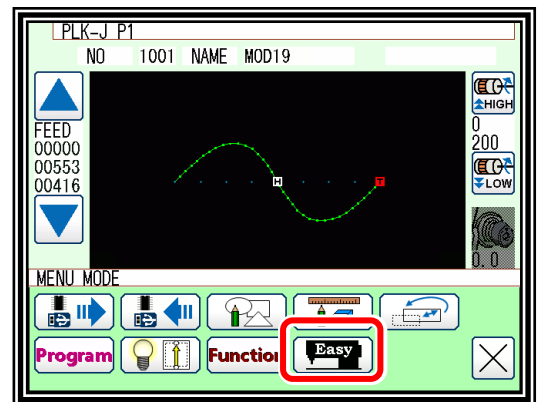 PLK-J P1
NO 1001 NAME MOD19
HIGH
FEED
00000
00553
00416
0
200
LOW
H
T
0.0
MENU MODE
Program
Function
Easy